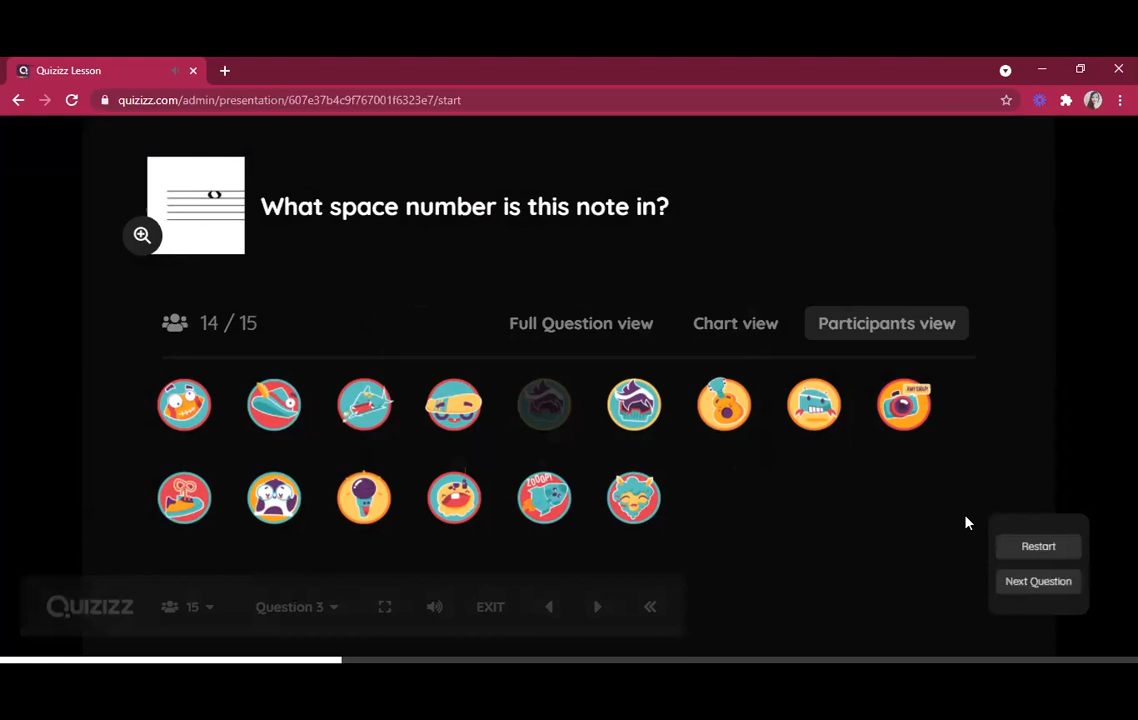 Quizizz Lesson
quizizz.com/admin/presentation/607e37b4c9f767001f6323e7/start
What space number is this note in?
14 / 15
Full Question view
Chart view
Participants view
ZOOOP!
Restart
Next Question
Quizizz
15
Question 3
EXIT